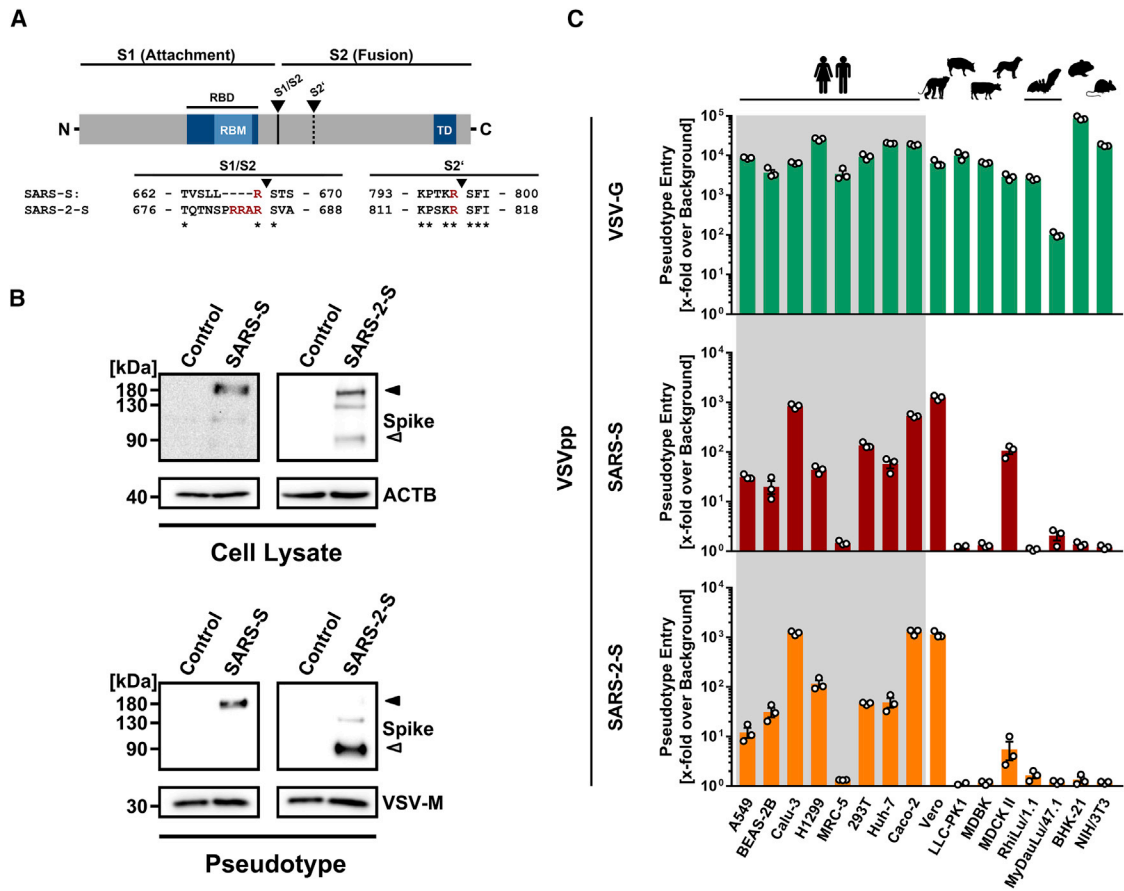 A
S1 (Attachment)
S2 (Fusion)
S1/S2
S2‘
RBD
N
RBM
TD
C
S1/S2
S2‘
SARS-S: 662 - TVSLL----R STS - 670 793 - KPTKR SFI - 800
SARS-2-S 676 - TQTNSPRRAR SVA - 688 811 - KPSKR SFI - 818
* * * ** ** ***
B
Control
SARS-S
Control
SARS-2-S
[kDa]
180
130
Spike
90
40
ACTB
Cell Lysate
Control
SARS-S
Control
SARS-2-S
[kDa]
180
130
Spike
90
30
VSV-M
Pseudotype
C
VSVpp
VSV-G
Pseudotype Entry
[x-fold over Background]
10^5
10^4
10^3
10^2
10^1
10^0
SARS-S
Pseudotype Entry
[x-fold over Background]
10^4
10^3
10^2
10^1
10^0
SARS-2-S
Pseudotype Entry
[x-fold over Background]
10^4
10^3
10^2
10^1
10^0
A549
BEAS-2B
Calu-3
H1299
MRC-5
293T
Huh-7
Caco-2
Vero
LLC-PK1
MDBK
MDCK II
RhiLu/1.1
MyDauLu/47.1
BHK-21
NIH/3T3